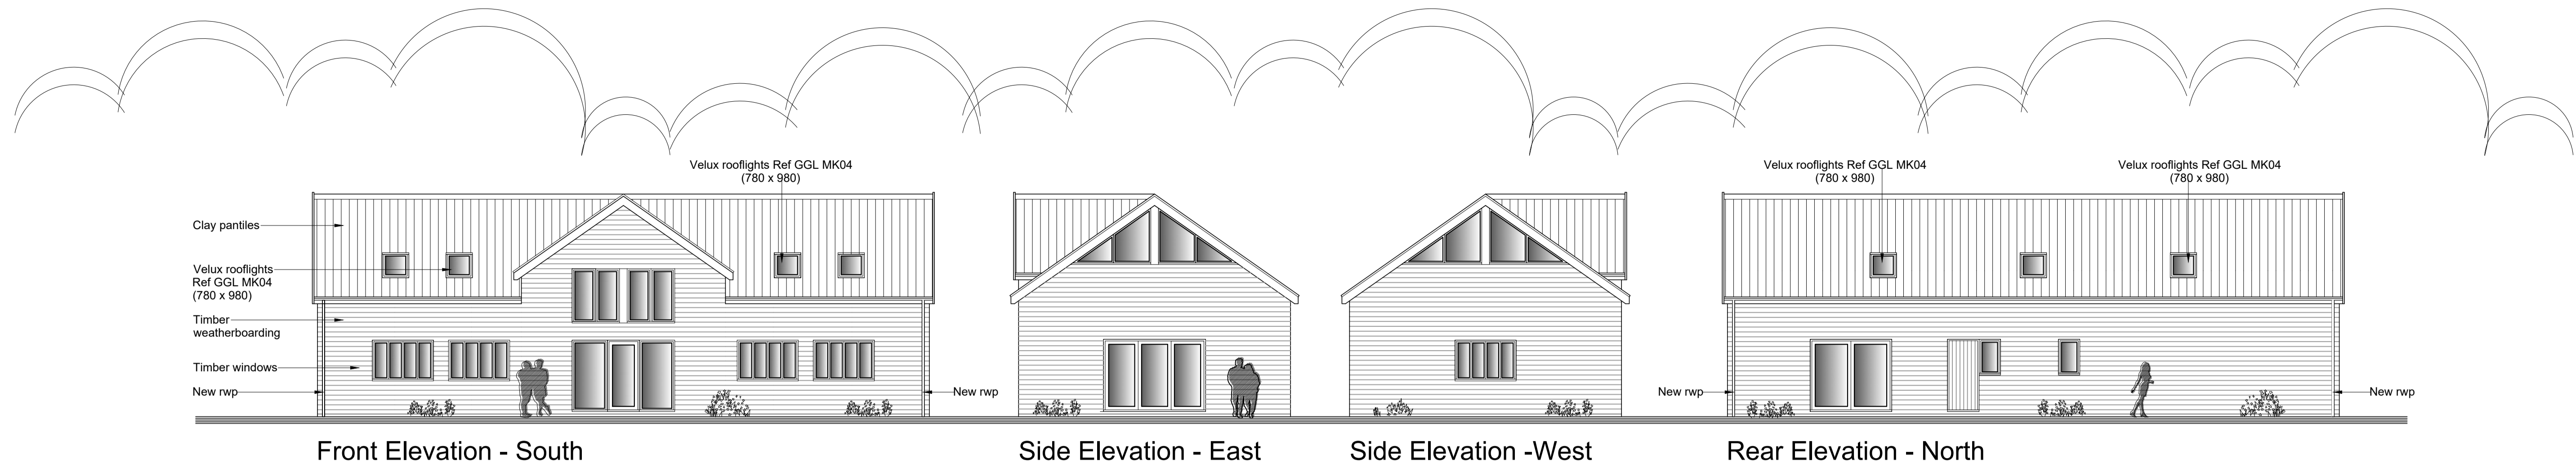 Velux rooflights Ref GGL MK04
(780 x 980)
Clay pantiles
Velux rooflights
Ref GGL MK04
(780 x 980)
Timber
weatherboarding
Timber windows
New rwp
New rwp
Front Elevation - South
Side Elevation - East
Side Elevation -West
Velux rooflights Ref GGL MK04
(780 x 980)
Velux rooflights Ref GGL MK04
(780 x 980)
New rwp
New rwp
Rear Elevation - North